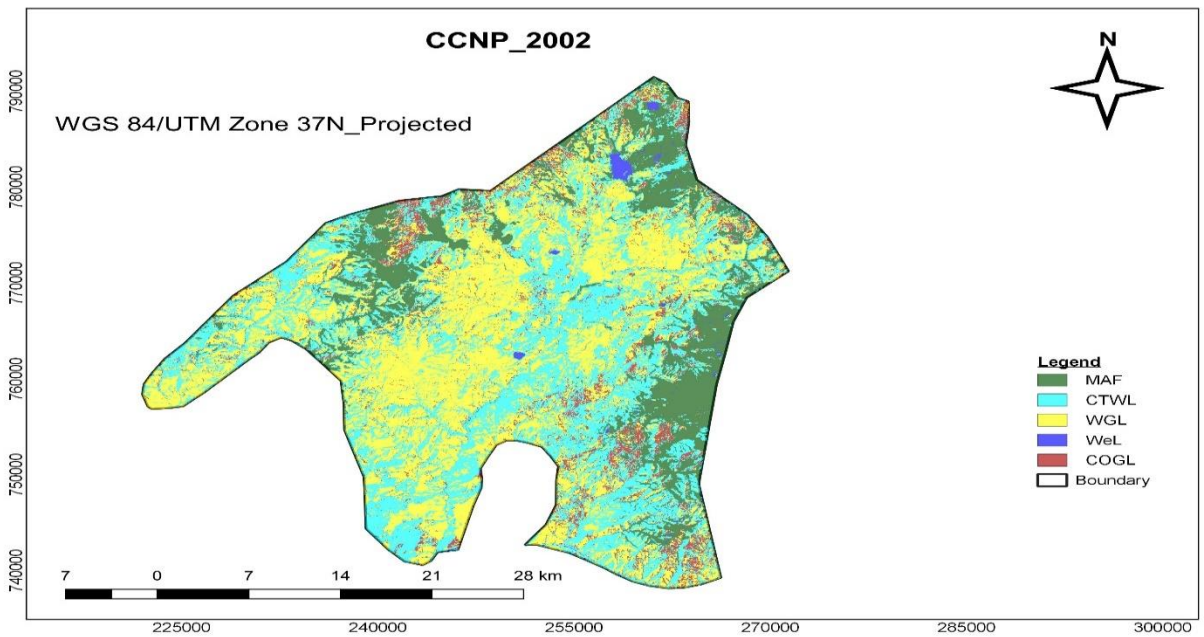 CCNP_2002
N
WGS 84/UTM Zone 37N_Projected
790000
780000
770000
760000
750000
740000
Legend
MAF
CTWL
WGL
WeL
COGL
Boundary
7 0 7 14 21 28 km
225000 240000 255000 270000 285000 300000